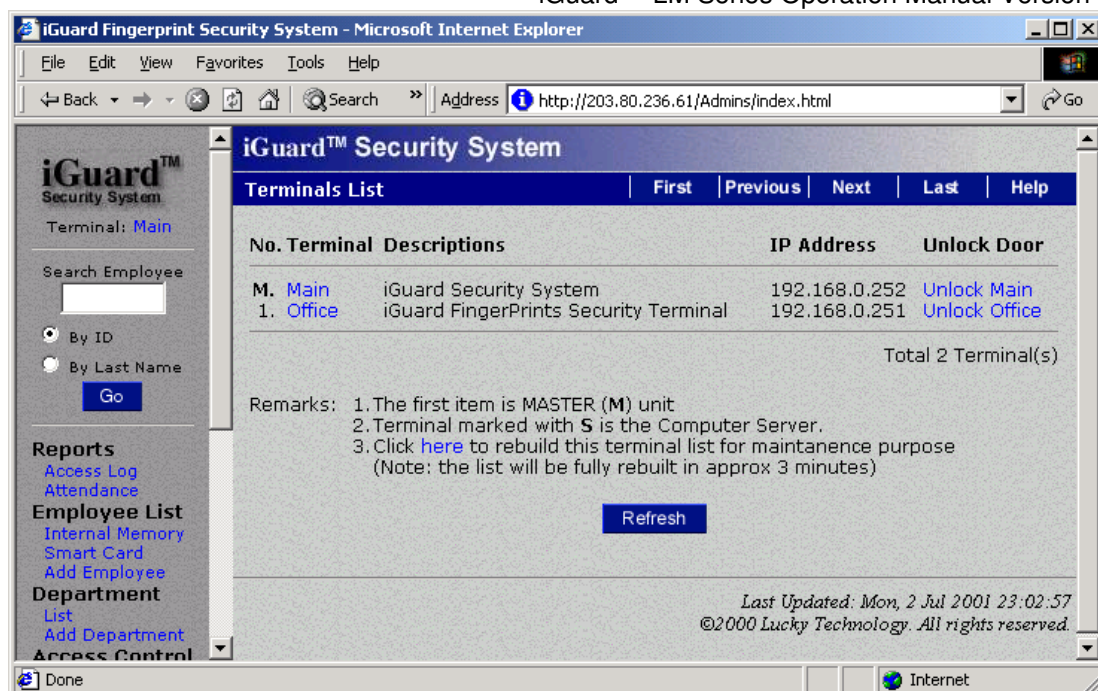 iGuard™ LM Series Operation Manual Version
iGuard Fingerprint Security System - Microsoft Internet Explorer
File Edit View Favorites Tools Help
Back Search » Address http://203.80.236.61/Admins/index.html Go
iGuard™
Security System
Terminal: Main
Search Employee
By ID
By Last Name
Go
Reports
Access Log
Attendance
Employee List
Internal Memory
Smart Card
Add Employee
Department
List
Add Department
Access Control
iGuard™ Security System
Terminals List First Previous Next Last Help
No. Terminal Descriptions IP Address Unlock Door
M. Main iGuard Security System 192.168.0.252 Unlock Main
1. Office iGuard FingerPrints Security Terminal 192.168.0.251 Unlock Office
Total 2 Terminal(s)
Remarks: 1. The first item is MASTER (M) unit
2. Terminal marked with S is the Computer Server.
3. Click here to rebuild this terminal list for maintanence purpose
(Note: the list will be fully rebuilt in approx 3 minutes)
Refresh
Last Updated: Mon, 2 Jul 2001 23:02:57
©2000 Lucky Technology. All rights reserved.
Done Internet